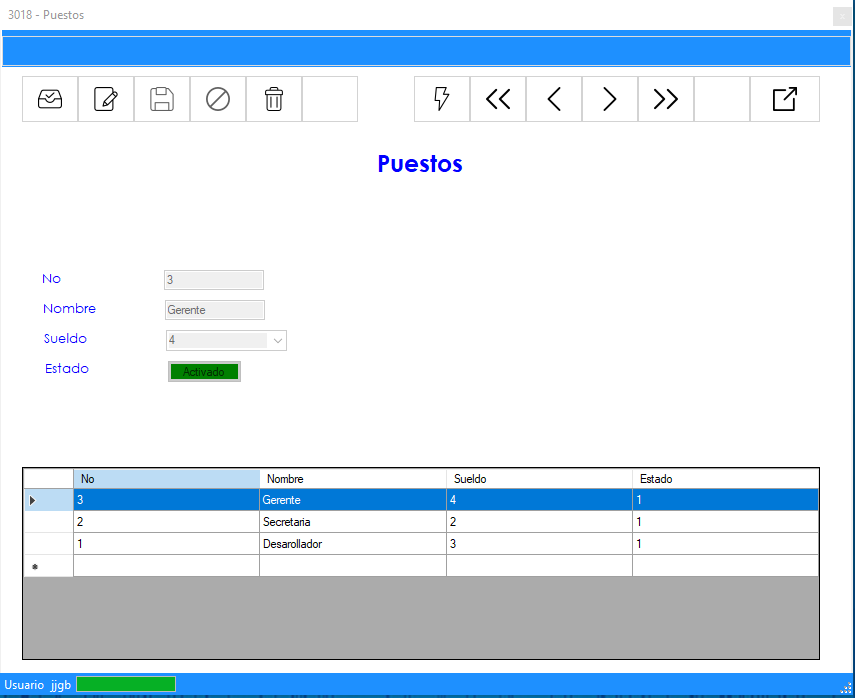 3018 - Puestos
Puestos
No 3
Nombre Gerente
Sueldo 4
Estado Activado
No Nombre Sueldo Estado
3 Gerente 4 1
2 Secretaria 2 1
1 Desarollador 3 1
Usuario jjgb